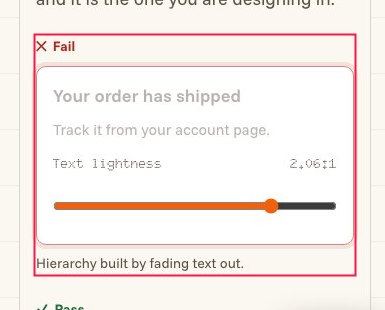 and it is the one you are designing in.
✕ Fail
Your order has shipped
Track it from your account page.
Text lightness 2.06:1
Hierarchy built by fading text out.
✓ Pass